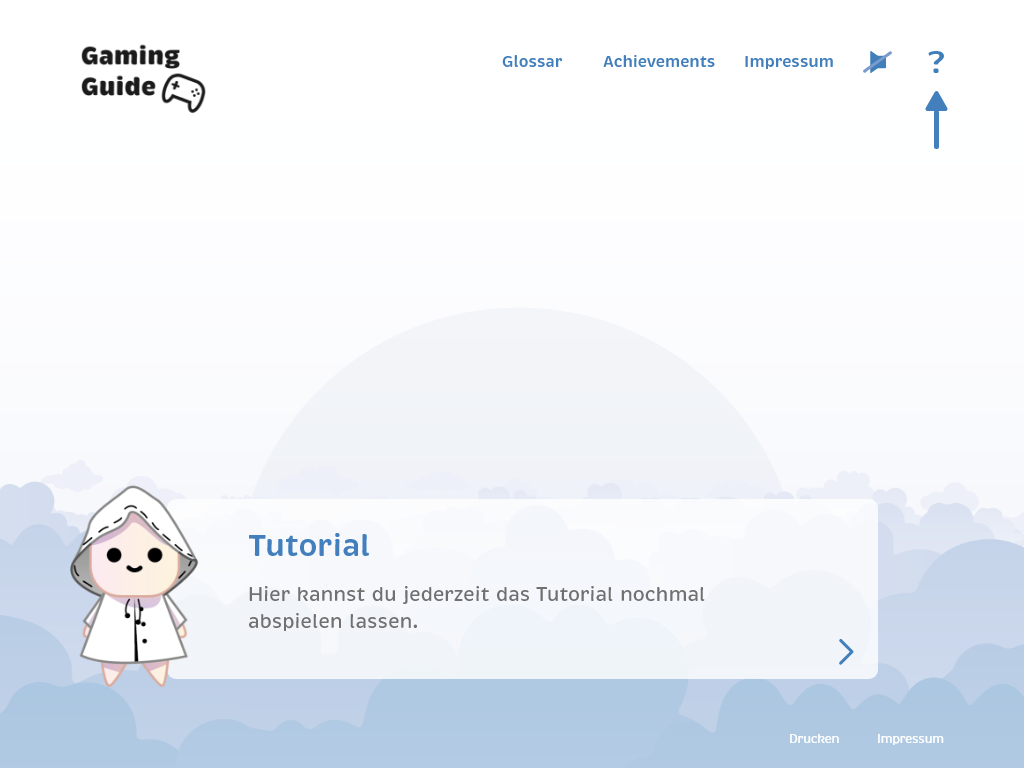 Gaming
Guide
Glossar
Achievements
Impressum
?
Tutorial
Hier kannst du jederzeit das Tutorial nochmal
abspielen lassen.
Drucken
Impressum